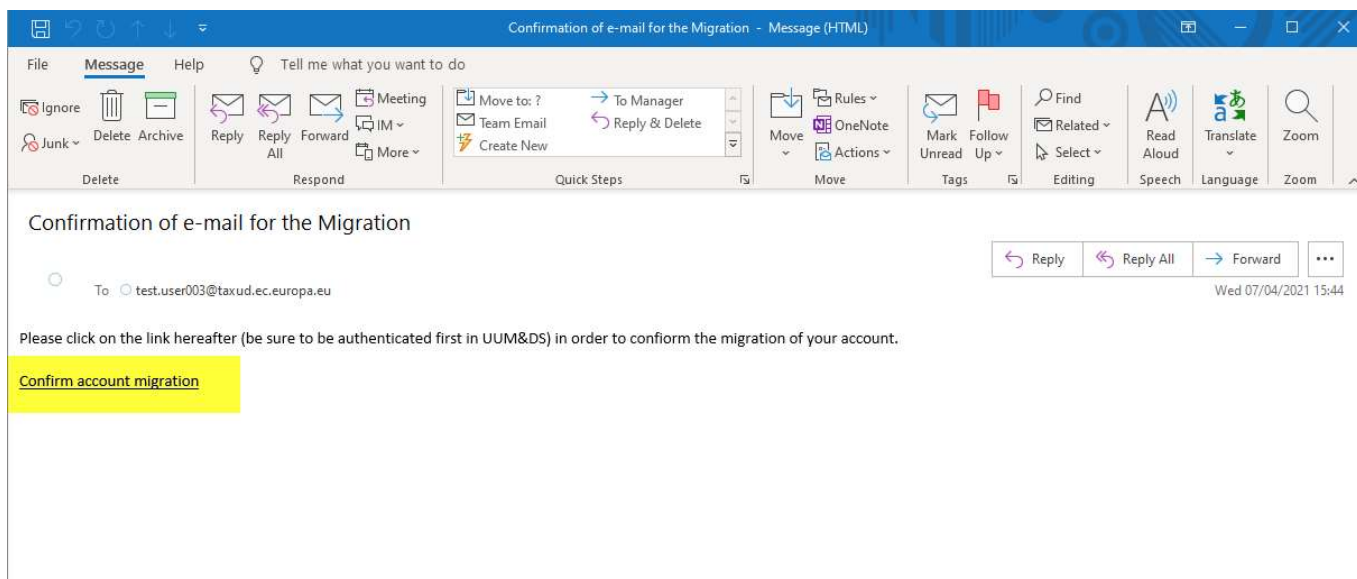 Confirmation of e-mail for the Migration - Message (HTML)
File Message Help Tell me what you want to do
Ignore
Junk
Delete
Archive
Reply
Reply All
Forward
Meeting
IM
More
Move to: ?
Team Email
Create New
To Manager
Reply & Delete
Move
Rules
OneNote
Actions
Mark Unread
Follow Up
Find
Related
Select
Read Aloud
Translate
Zoom
Delete Respond Quick Steps Move Tags Editing Speech Language Zoom
Confirmation of e-mail for the Migration
Reply Reply All Forward
To test.user003@taxud.ec.europa.eu
Wed 07/04/2021 15:44
Please click on the link hereafter (be sure to be authenticated first in UUM&DS) in order to confiorm the migration of your account.
Confirm account migration